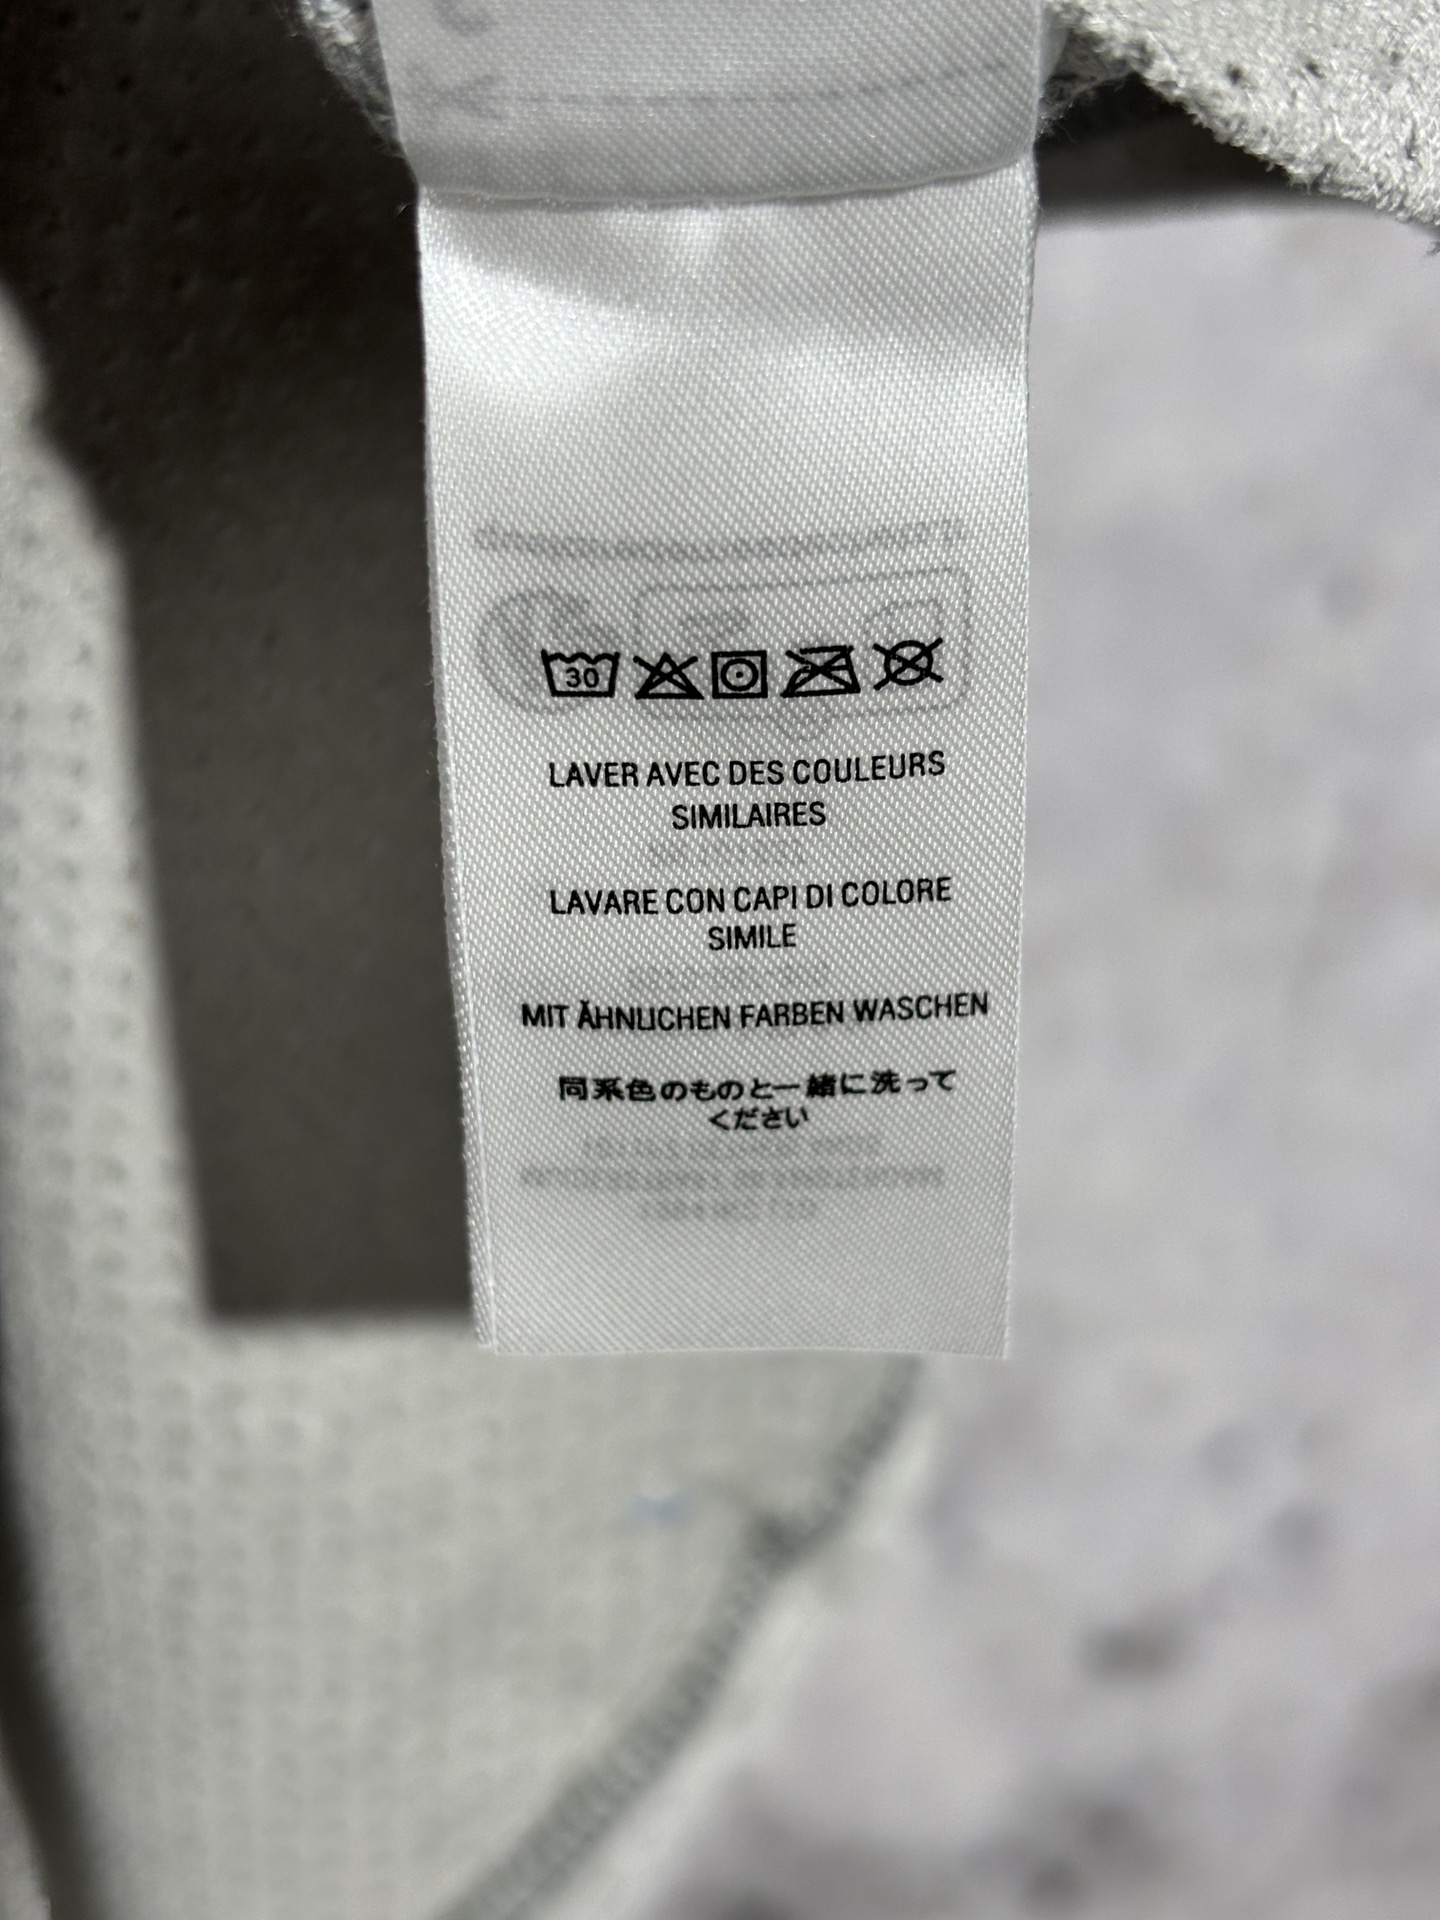 30
LAVER AVEC DES COULEURS
SIMILAIRES
LAVARE CON CAPI DI COLORE
SIMILE
MIT ÄHNLICHEN FARBEN WASCHEN
同系色のものと一緒に洗って
ください